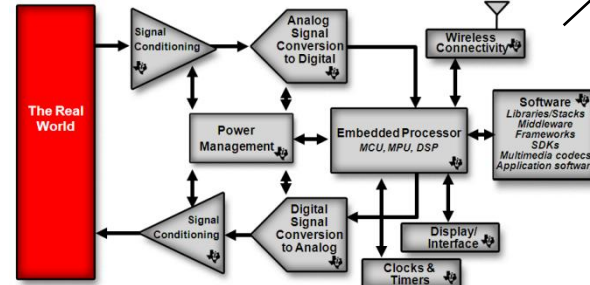 Signal
Conditioning
Analog
Signal
Conversion
to Digital
Wireless
Connectivity
The Real
World
Power
Management
Embedded Processor
MCU, MPU, DSP
Software
Libraries/Stacks
Middleware
Frameworks
SDKs
Multimedia codecs
Application software
Signal
Conditioning
Digital
Signal
Conversion
to Analog
Display/
Interface
Clocks &
Timers